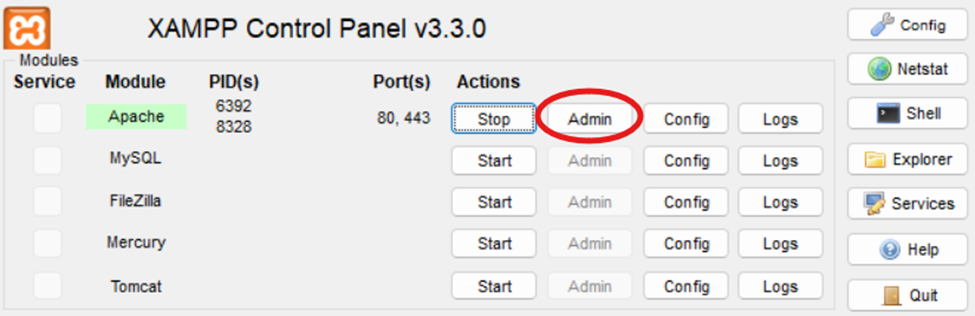 XAMPP Control Panel v3.3.0
Config
Modules
Service Module PID(s) Port(s) Actions
Netstat
Apache 6392 8328 80, 443 Stop Admin Config Logs
Shell
MySQL Start Admin Config Logs
Explorer
FileZilla Start Admin Config Logs
Services
Mercury Start Admin Config Logs
Help
Tomcat Start Admin Config Logs
Quit